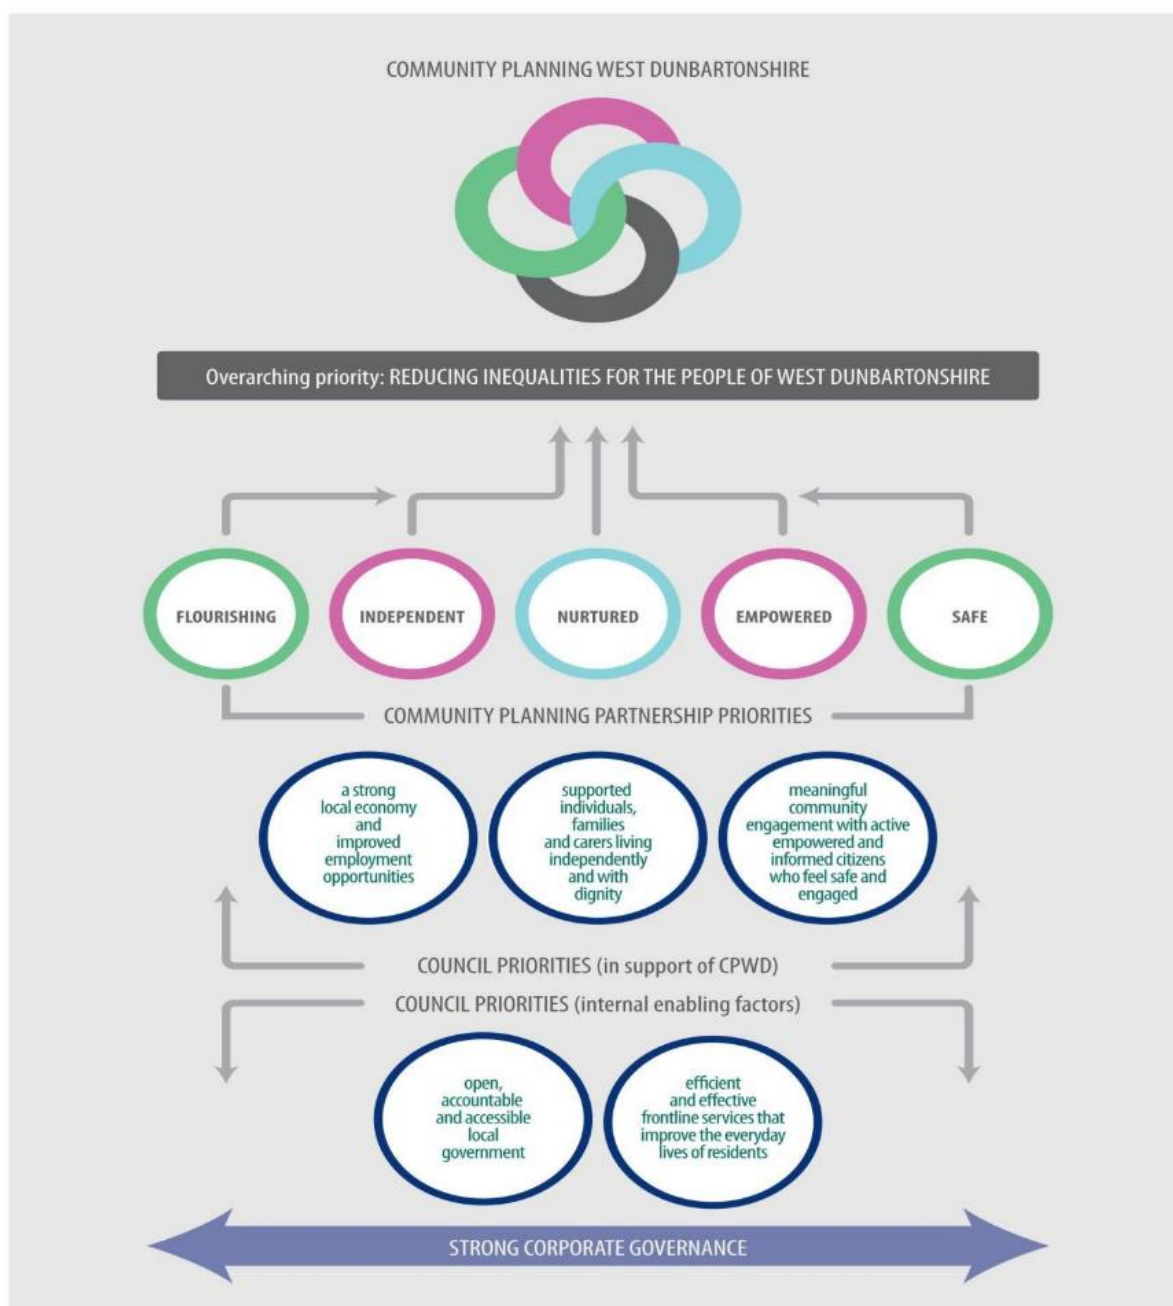 COMMUNITY PLANNING WEST DUNBARTONSHIRE
Overarching priority: REDUCING INEQUALITIES FOR THE PEOPLE OF WEST DUNBARTONSHIRE
FLOURISHING
INDEPENDENT
NURTURED
EMPOWERED
SAFE
COMMUNITY PLANNING PARTNERSHIP PRIORITIES
a strong
local economy
and
improved
employment
opportunities
supported
individuals,
families
and carers living
independently
and with
dignity
meaningful
community
engagement with active
empowered and
informed citizens
who feel safe and
engaged
COUNCIL PRIORITIES (in support of CPWD)
COUNCIL PRIORITIES (internal enabling factors)
open,
accountable
and accessible
local
government
efficient
and effective
frontline services that
improve the everyday
lives of residents
STRONG CORPORATE GOVERNANCE